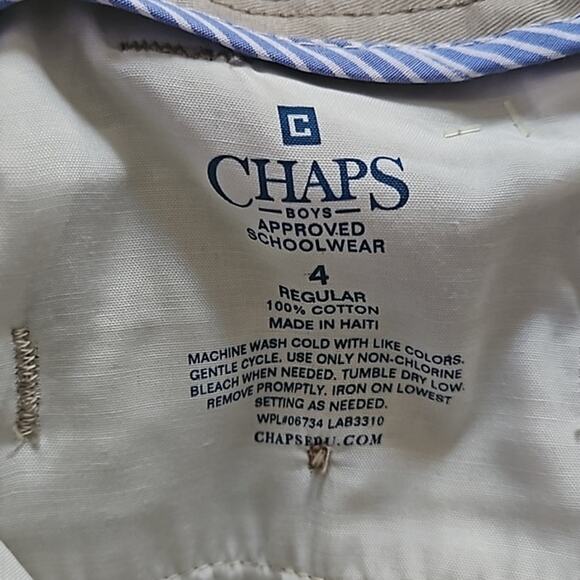 C
CHAPS
BOYS
APPROVED
SCHOOLWEAR
4
REGULAR
100% COTTON
MADE IN HAITI
MACHINE WASH COLD WITH LIKE COLORS.
GENTLE CYCLE. USE ONLY NON-CHLORINE
BLEACH WHEN NEEDED. TUMBLE DRY LOW.
REMOVE PROMPTLY. IRON ON LOWEST
SETTING AS NEEDED.
WPL#06734 LAB3310
CHAPSEDU.COM